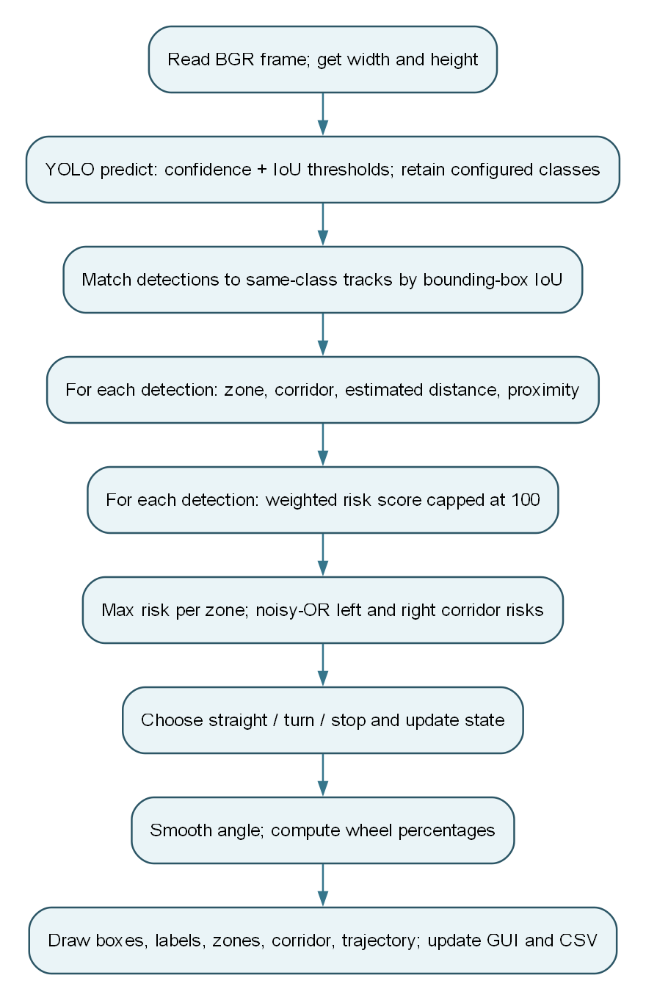 Read BGR frame; get width and height
YOLO predict: confidence + IoU thresholds; retain configured classes
Match detections to same-class tracks by bounding-box IoU
For each detection: zone, corridor, estimated distance, proximity
For each detection: weighted risk score capped at 100
Max risk per zone; noisy-OR left and right corridor risks
Choose straight / turn / stop and update state
Smooth angle; compute wheel percentages
Draw boxes, labels, zones, corridor, trajectory; update GUI and CSV